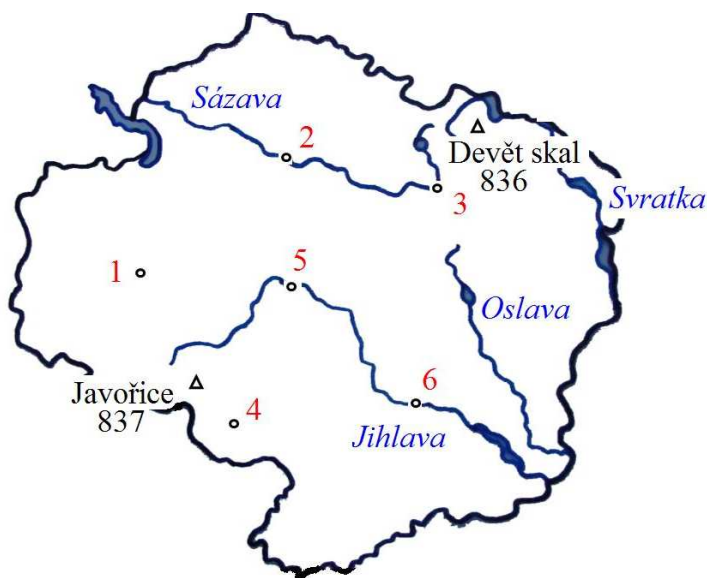 Sázava
2
Devět skal
836
3
Svratka
1
5
Oslava
Javořice
837
4
6
Jihlava